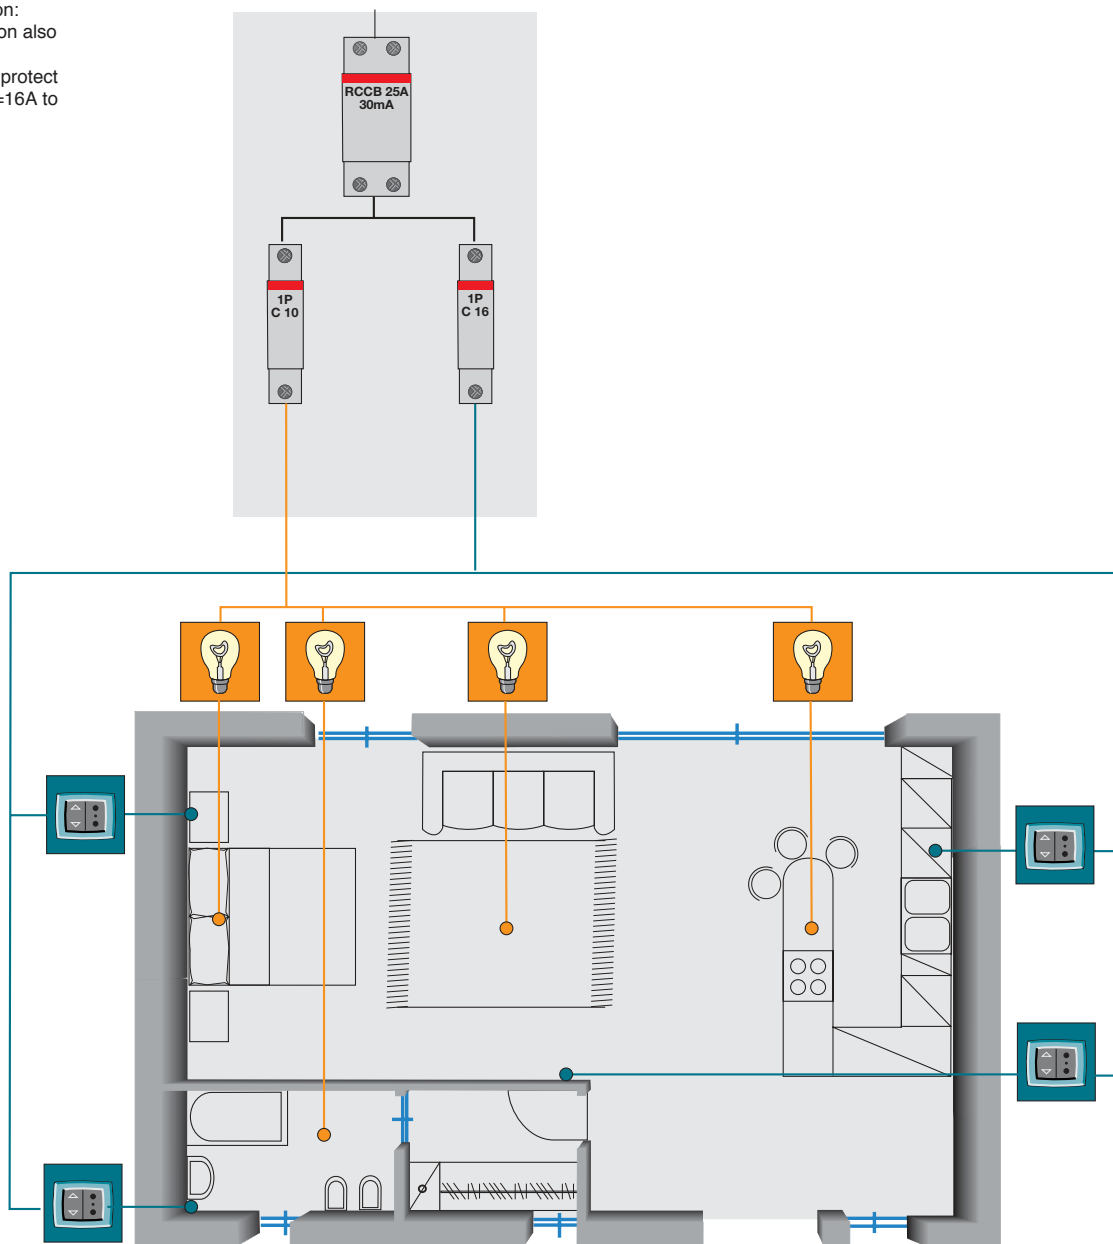 on:
on also
protect
=16A to
RCCB 25A
30mA
1P
C 10
1P
C 16